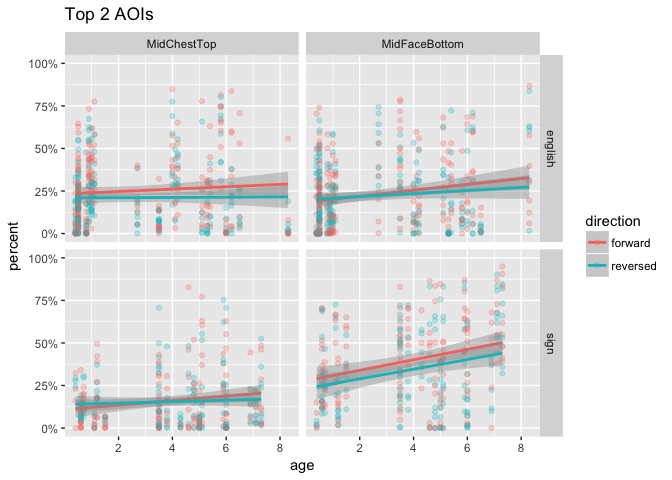 Top 2 AOIs
MidChestTop
MidFaceBottom
100%
75%
50%
25%
0%
english
100%
75%
50%
25%
0%
sign
percent
2
4
6
8
2
4
6
8
age
direction
forward
reversed